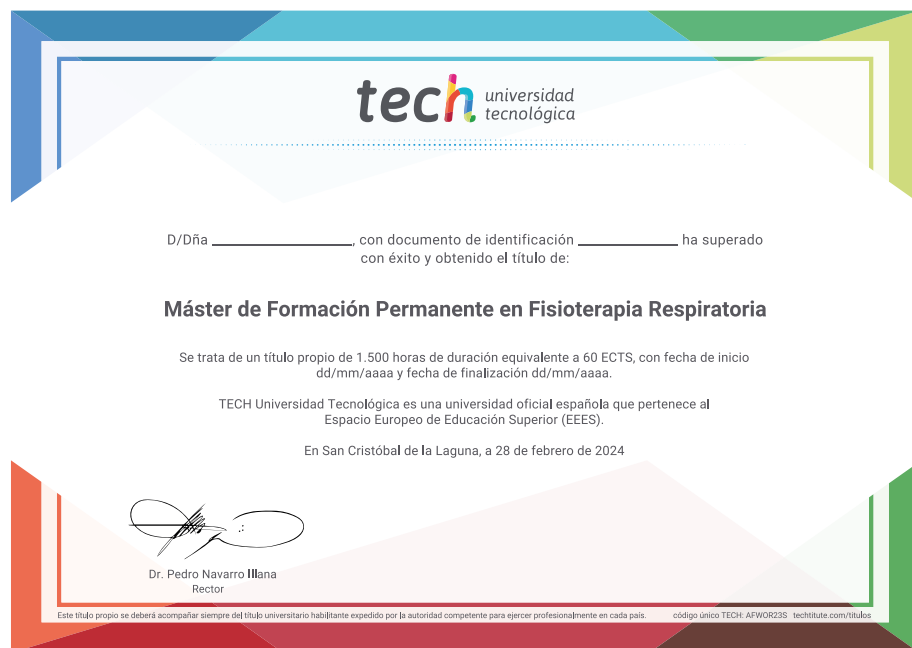 tech universidad
tecnológica
D/Dña ____________, con documento de identificación ____________ ha superado
con éxito y obtenido el título de:
Máster de Formación Permanente en Fisioterapia Respiratoria
Se trata de un título propio de 1.500 horas de duración equivalente a 60 ECTS, con fecha de inicio
dd/mm/aaaa y fecha de finalización dd/mm/aaaa.
TECH Universidad Tecnológica es una universidad oficial española que pertenece al
Espacio Europeo de Educación Superior (EEES).
En San Cristóbal de la Laguna, a 28 de febrero de 2024
Dr. Pedro Navarro Illana
Rector
Este título propio se deberá acompañar siempre del título universitario habilitante expedido por la autoridad competente para ejercer profesionalmente en cada país. código único TECH: AFWOR23S techtitute.com/titulos